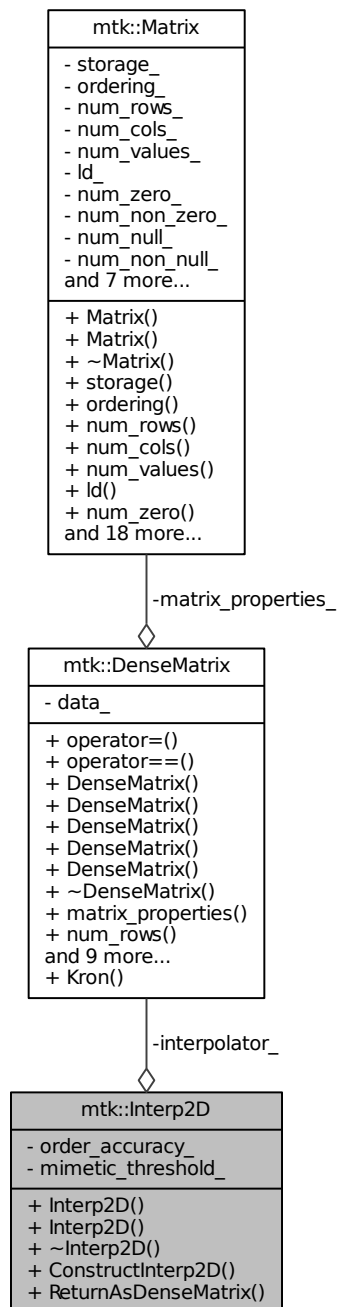 mtk::Matrix
- storage_
- ordering_
- num_rows_
- num_cols_
- num_values_
- ld_
- num_zero_
- num_non_zero_
- num_null_
- num_non_null_
and 7 more...
+ Matrix()
+ Matrix()
+ ~Matrix()
+ storage()
+ ordering()
+ num_rows()
+ num_cols()
+ num_values()
+ ld()
+ num_zero()
and 18 more...
-matrix_properties_
mtk::DenseMatrix
- data_
+ operator=()
+ operator==()
+ DenseMatrix()
+ DenseMatrix()
+ DenseMatrix()
+ DenseMatrix()
+ DenseMatrix()
+ ~DenseMatrix()
+ matrix_properties()
+ num_rows()
and 9 more...
+ Kron()
-interpolator_
mtk::Interp2D
- order_accuracy_
- mimetic_threshold_
+ Interp2D()
+ Interp2D()
+ ~Interp2D()
+ ConstructInterp2D()
+ ReturnAsDenseMatrix()